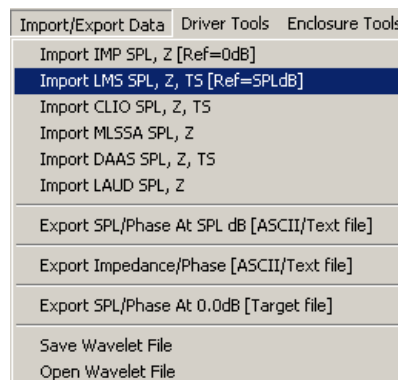 Import/Export Data Driver Tools Enclosure Tools
Import IMP SPL, Z [Ref=0dB]
Import LMS SPL, Z, TS [Ref=SPLdB]
Import CLIO SPL, Z, TS
Import MLSSA SPL, Z
Import DAAS SPL, Z, TS
Import LAUD SPL, Z
Export SPL/Phase At SPL dB [ASCII/Text file]
Export Impedance/Phase [ASCII/Text file]
Export SPL/Phase At 0.0dB [Target file]
Save Wavelet File
Open Wavelet File